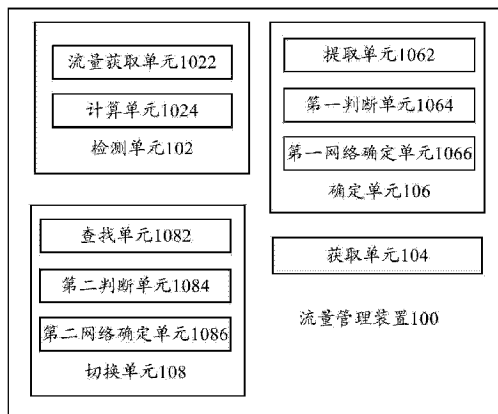 流量获取单元1022
计算单元1024
检测单元102
提取单元1062
第一判断单元1064
第一网络确定单元1066
确定单元106
查找单元1082
第二判断单元1084
第二网络确定单元1086
切换单元108
获取单元104
流量管理装置100